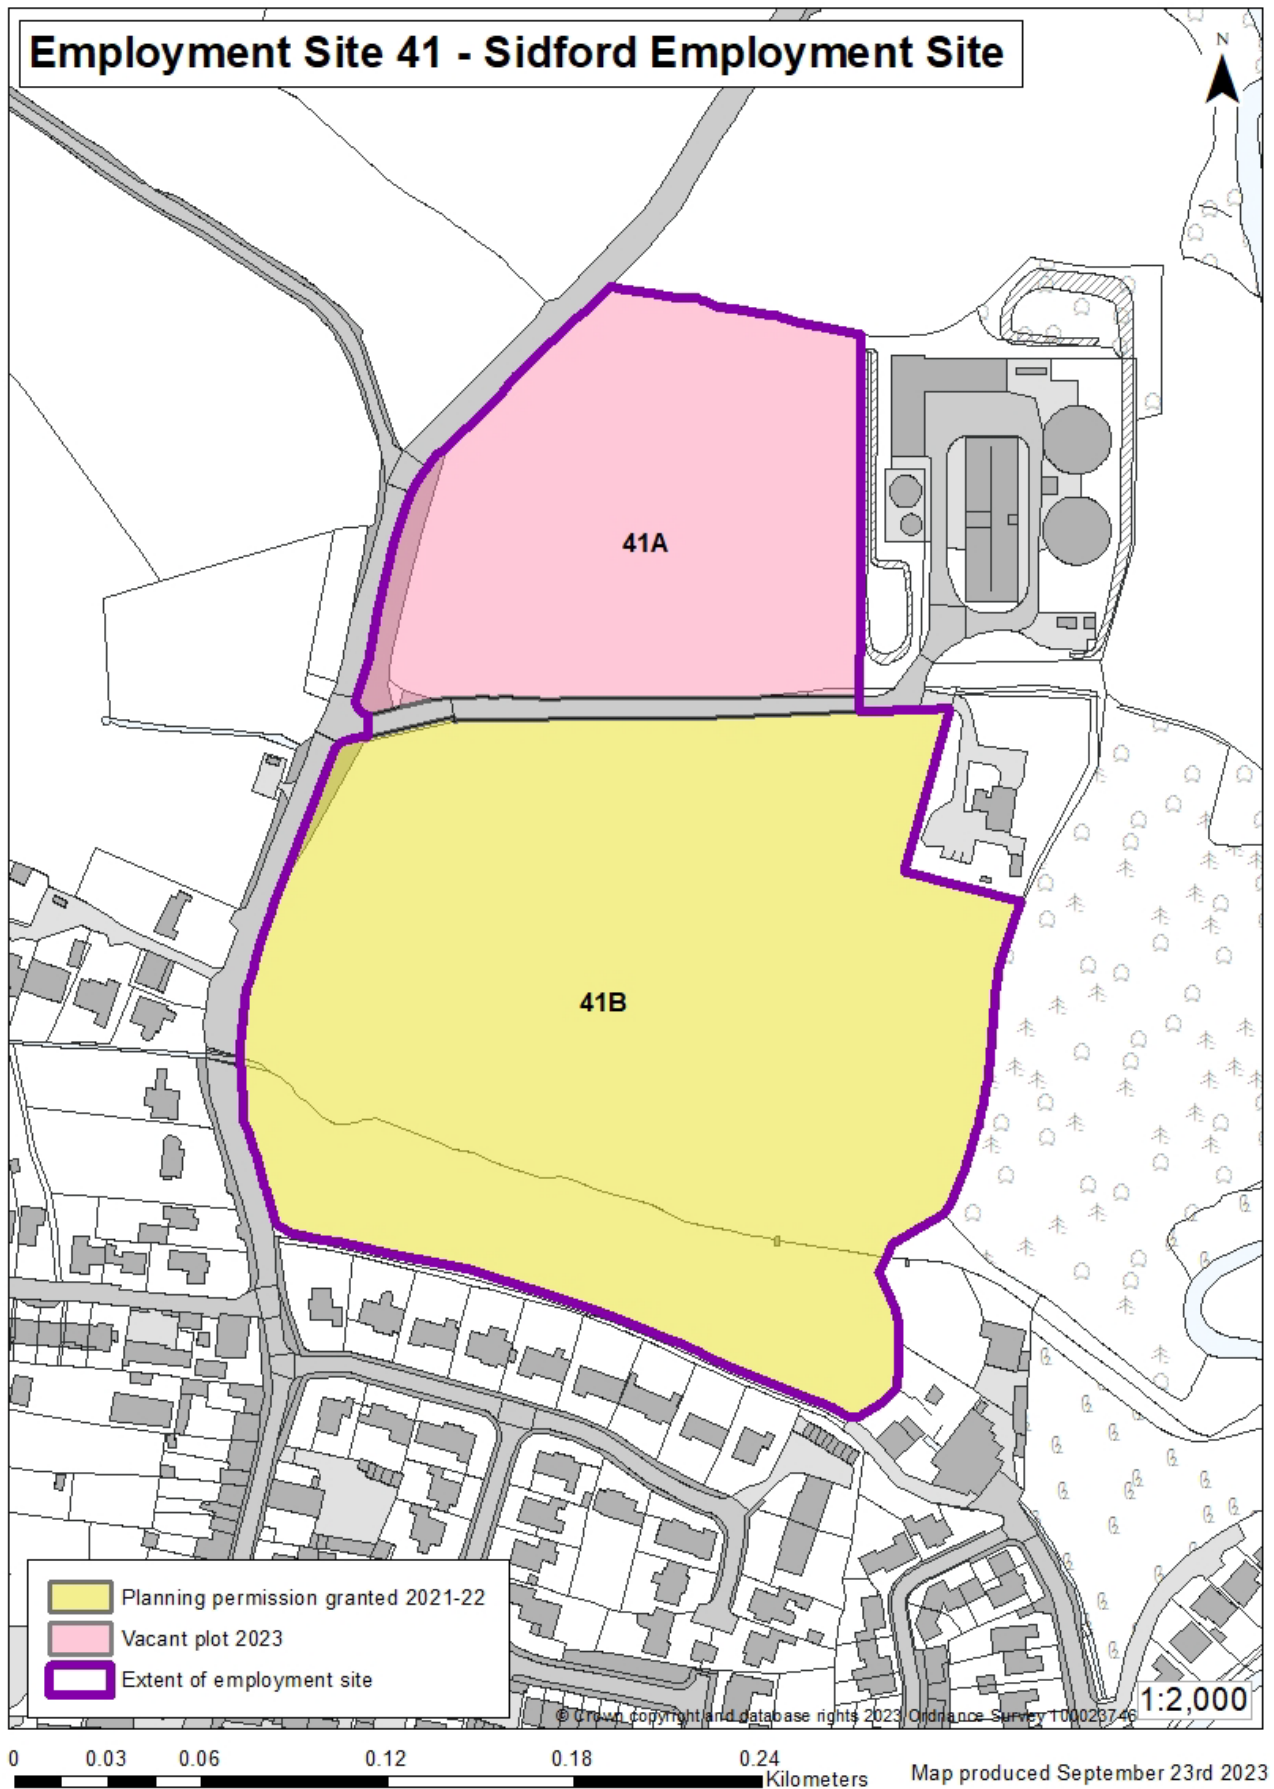 Employment Site 41 - Sidford Employment Site
N
41A
41B
Planning permission granted 2021-22
Vacant plot 2023
Extent of employment site
1:2,000
© Crown copyright and database rights 2023 Ordnance Survey 100023746
0 0.03 0.06 0.12 0.18 0.24
Kilometers
Map produced September 23rd 2023